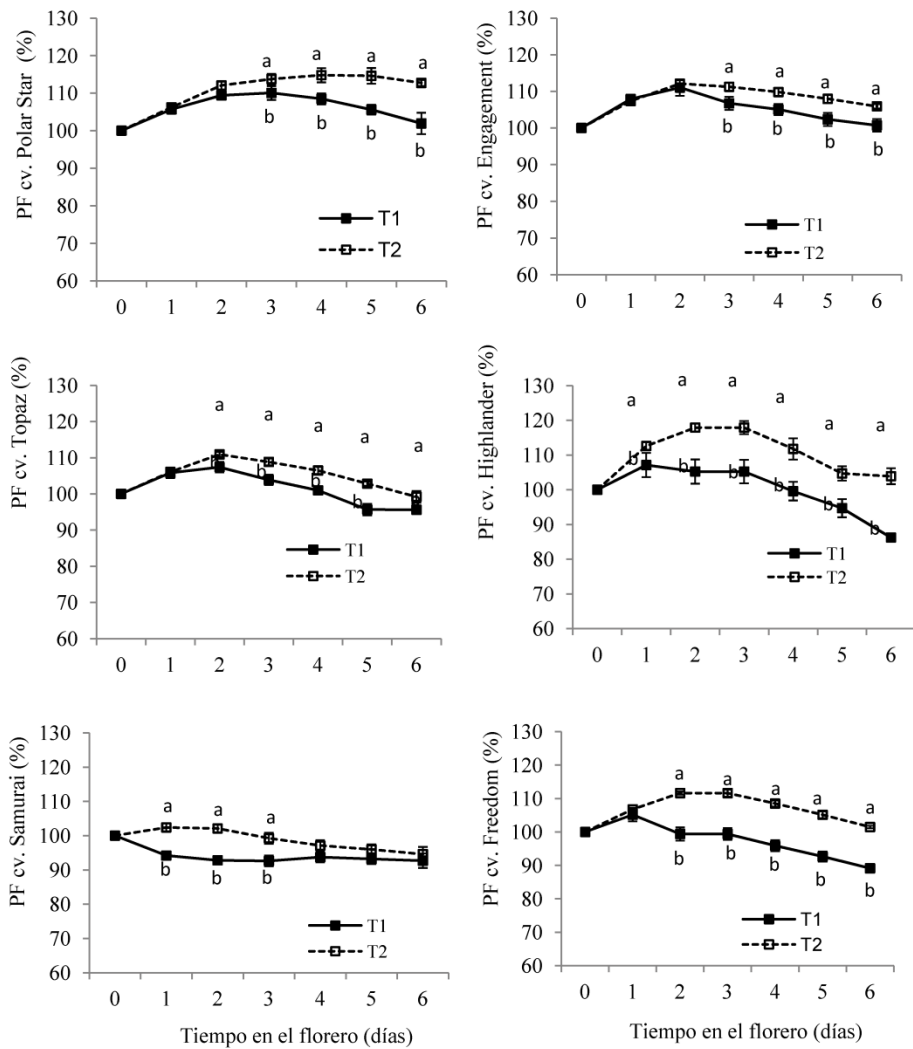 PF cv. Polar Star (%)
130
120
110
100
90
80
70
60
a a a a
b b b b
T1
T2
0 1 2 3 4 5 6
PF cv. Engagement (%)
130
120
110
100
90
80
70
60
a a a a
b b b b
T1
T2
0 1 2 3 4 5 6
PF cv. Topaz (%)
130
120
110
100
90
80
70
60
a a a a a
b b b b b
T1
T2
0 1 2 3 4 5 6
PF cv. Highlander (%)
130
120
110
100
90
80
70
60
a a a a a a
b b b b b b
T1
T2
0 1 2 3 4 5 6
PF cv. Samurai (%)
130
120
110
100
90
80
70
60
a a a
b b b
T1
T2
0 1 2 3 4 5 6
Tiempo en el florero (días)
PF cv. Freedom (%)
130
120
110
100
90
80
70
60
a a a a a
b b b b b
T1
T2
0 1 2 3 4 5 6
Tiempo en el florero (días)